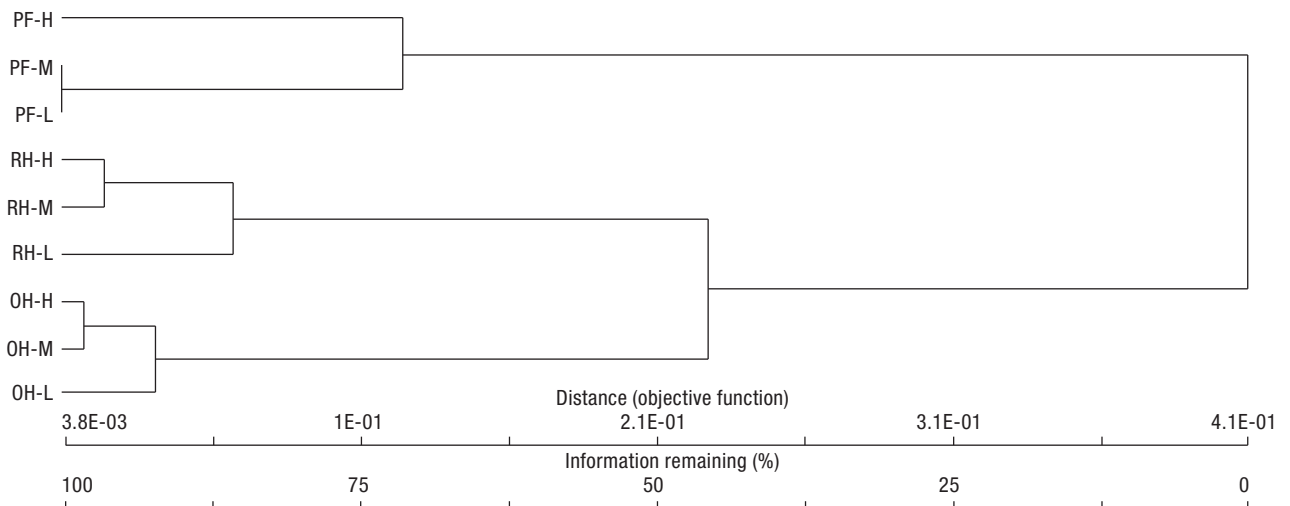 PF-H
PF-M
PF-L
RH-H
RH-M
RH-L
OH-H
OH-M
OH-L
Distance (objective function)
3.8E-03 1E-01 2.1E-01 3.1E-01 4.1E-01
Information remaining (%)
100 75 50 25 0